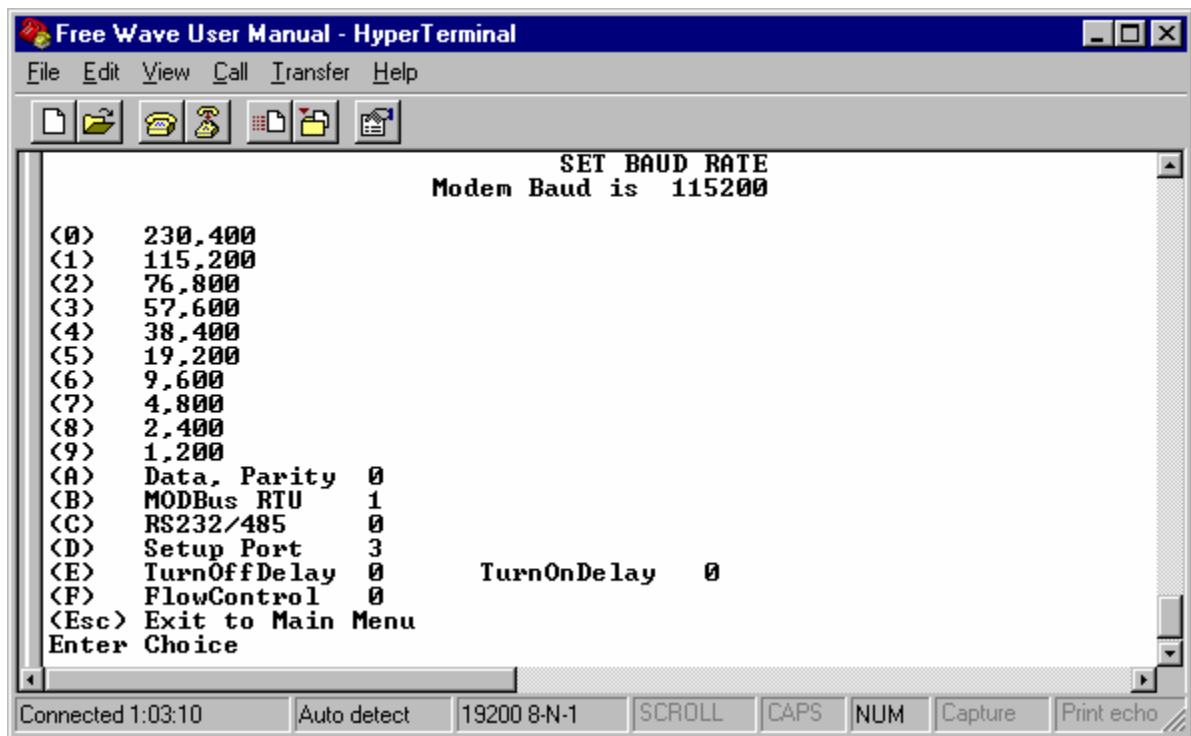 Free Wave User Manual - HyperTerminal
File Edit View Call Transfer Help
SET BAUD RATE
Modem Baud is 115200
(0) 230,400
(1) 115,200
(2) 76,800
(3) 57,600
(4) 38,400
(5) 19,200
(6) 9,600
(7) 4,800
(8) 2,400
(9) 1,200
(A) Data, Parity 0
(B) MODBus RTU 1
(C) RS232/485 0
(D) Setup Port 3
(E) TurnOffDelay 0 TurnOnDelay 0
(F) FlowControl 0
(Esc) Exit to Main Menu
Enter Choice
Connected 1:03:10 Auto detect 19200 8-N-1 SCROLL CAPS NUM Capture Print echo